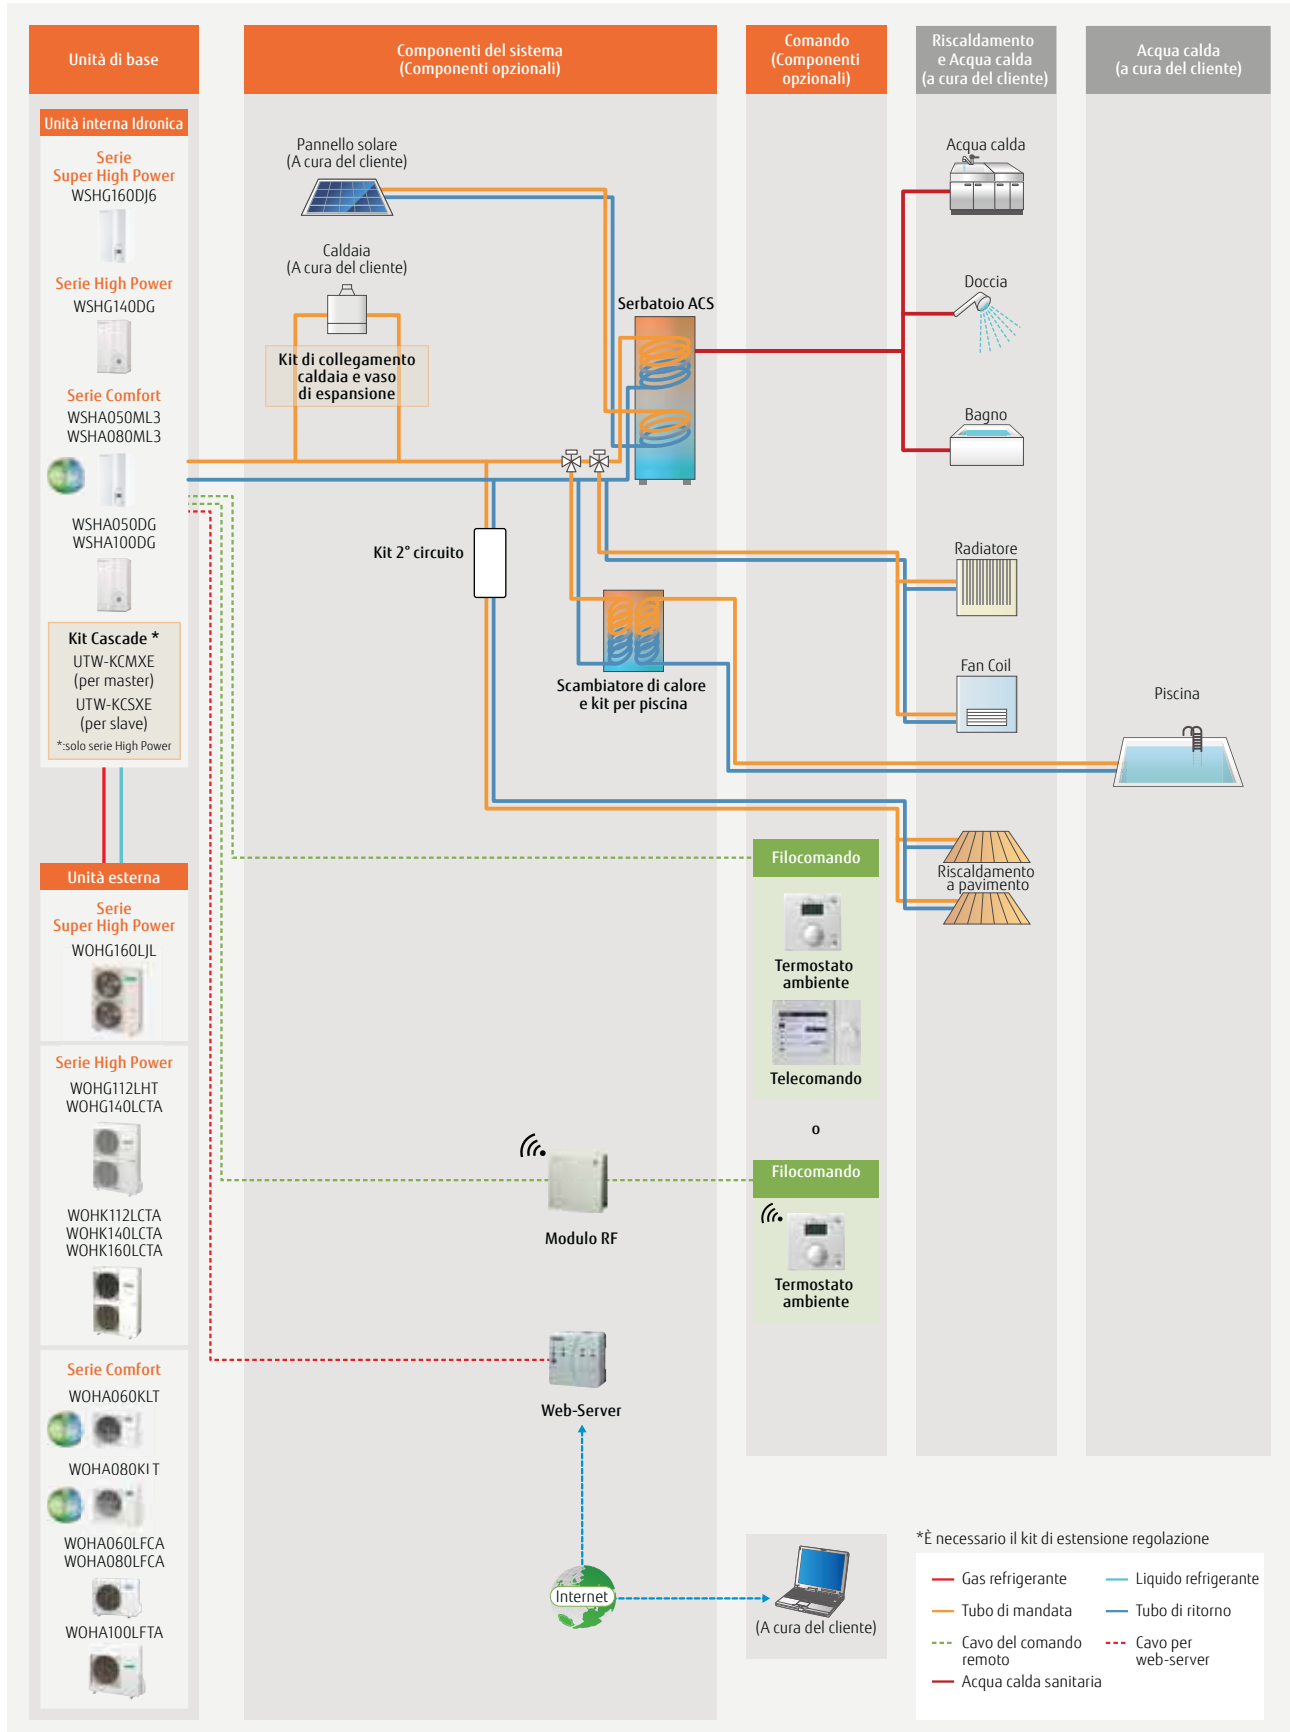 Unità di base
Componenti del sistema
(Componenti opzionali)
Comando
(Componenti
opzionali)
Riscaldamento
e Acqua calda
(a cura del cliente)
Acqua calda
(a cura del cliente)
Unità interna Idronica
Serie
Super High Power
WSHG160DJ6
Serie High Power
WSHG140DG
Serie Comfort
WSHA050ML3
WSHA080ML3
WSHA050DG
WSHA100DG
Kit Cascade *
UTW-KCMXE
(per master)
UTW-KCSXE
(per slave)
*:solo serie High Power
Unità esterna
Serie
Super High Power
WOHG160LJL
Serie High Power
WOHG112LHT
WOHG140LCTA
WOHK112LCTA
WOHK140LCTA
WOHK160LCTA
Serie Comfort
WOHA060KLT
WOHA080KLT
WOHA060LFCA
WOHA080LFCA
WOHA100LFTA
Pannello solare
(A cura del cliente)
Caldaia
(A cura del cliente)
Kit di collegamento
caldaia e vaso
di espansione
Serbatoio ACS
Kit 2° circuito
Scambiatore di calore
e kit per piscina
Modulo RF
Web-Server
Internet
Filocomando
Termostato
ambiente
Telecomando
o
Filocomando
Termostato
ambiente
(A cura del cliente)
Acqua calda
Doccia
Bagno
Radiatore
Fan Coil
Riscaldamento
a pavimento
Piscina
*È necessario il kit di estensione regolazione
Gas refrigerante
Liquido refrigerante
Tubo di mandata
Tubo di ritorno
Cavo del comando
remoto
Cavo per
web-server
Acqua calda sanitaria